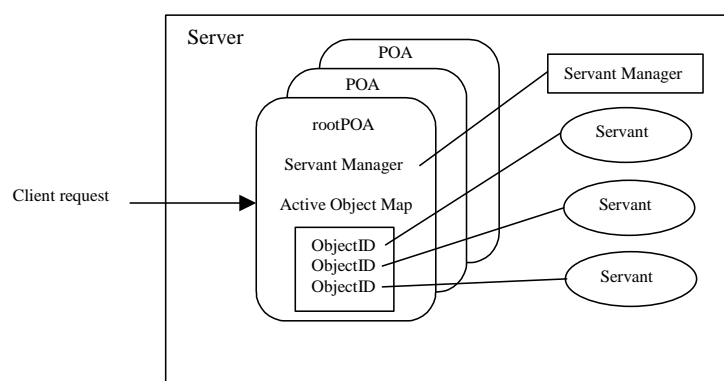 Server
POA
POA
rootPOA
Servant Manager
Active Object Map
ObjectID
ObjectID
ObjectID
Client request
Servant Manager
Servant
Servant
Servant